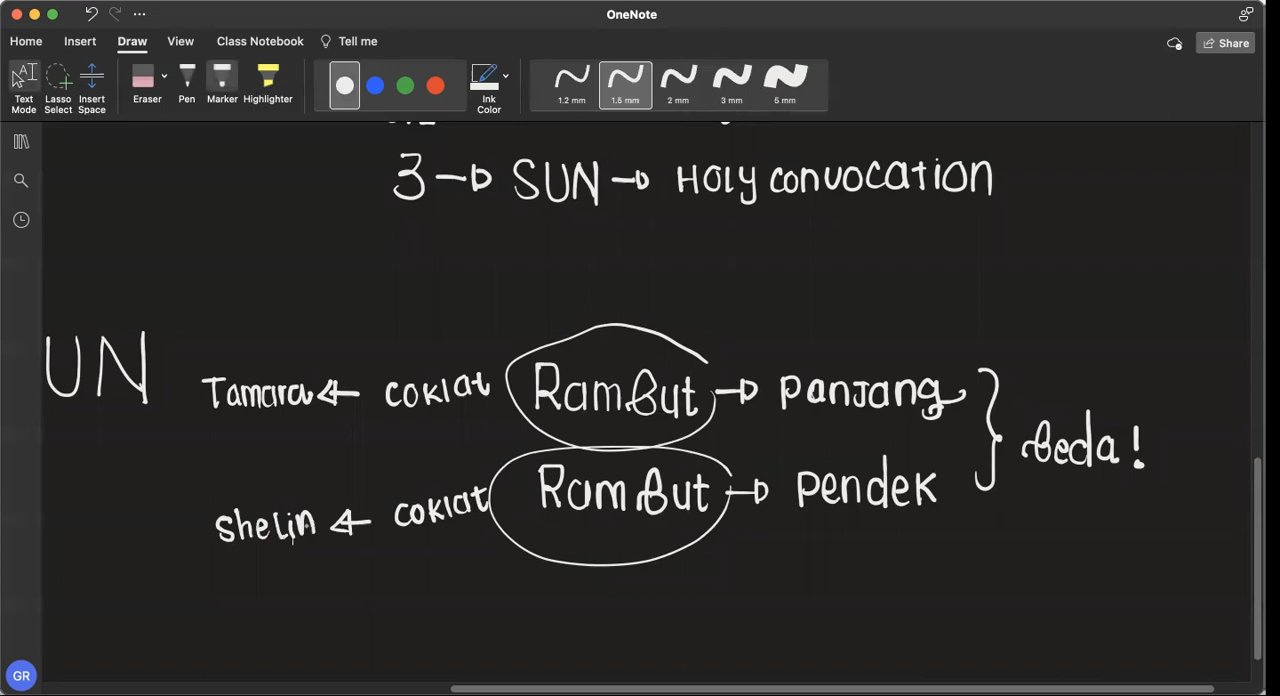 OneNote
Home Insert Draw View Class Notebook Tell me
Share
Text Mode
Lasso Select
Insert Space
Eraser
Pen
Marker
Highlighter
Ink Color
1.2 mm
1.5 mm
2 mm
3 mm
5 mm
3 → SUN → HOly convocation
UN
Tamara ← coklat Rambut → panjang
beda!
shelin ← coklat Rambut → pendek
GR